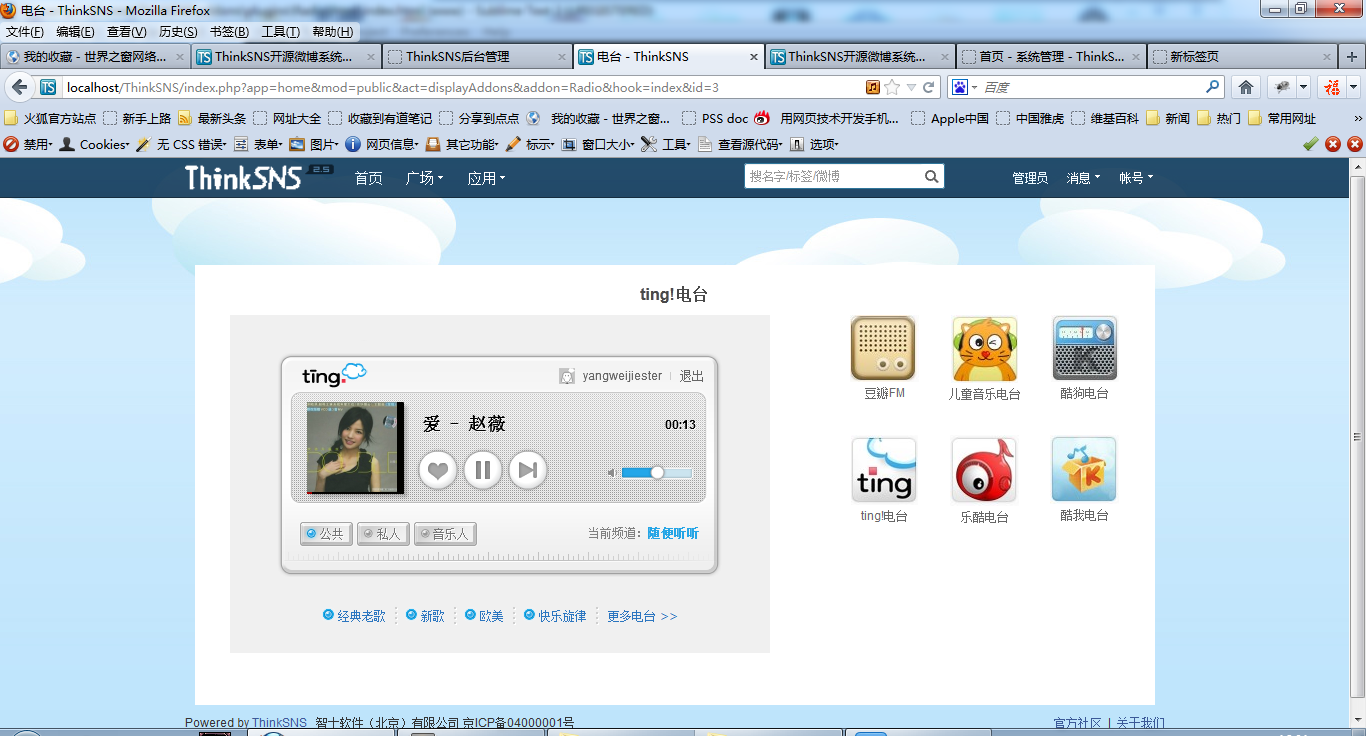 电台 - ThinkSNS - Mozilla Firefox
文件(F) 编辑(E) 查看(V) 历史(S) 书签(B) 工具(T) 帮助(H)
我的收藏 - 世界之窗网络... ThinkSNS开源微博系统... ThinkSNS后台管理 电台 - ThinkSNS ThinkSNS开源微博系统... 首页 - 系统管理 - ThinkS... 新标签页
localhost/ThinkSNS/index.php?app=home&mod=public&act=displayAddons&addon=Radio&hook=index&id=3 百度 福
火狐官方站点 新手上路 最新头条 网址大全 收藏到有道笔记 分享到点点 我的收藏 - 世界之窗... PSS doc 用网页技术开发手机... Apple中国 中国雅虎 维基百科 新闻 热门 常用网址 »
禁用 Cookies 无 CSS 错误 表单 图片 网页信息 其它功能 标示 窗口大小 工具 查看源代码 选项
ThinkSNS 2.5 首页 广场 应用 搜名字/标签/微博 管理员 消息 帐号
ting!电台
ting. yangweijiester 退出
爱 - 赵薇 00:13
公共 私人 音乐人 当前频道: 随便听听
经典老歌 新歌 欧美 快乐旋律 更多电台 >>
豆瓣FM 儿童音乐电台 酷狗电台
ting
ting!电台 乐酷电台 酷我电台
Powered by ThinkSNS 智士软件（北京）有限公司 京ICP备04000001号 官方社区 | 关于我们